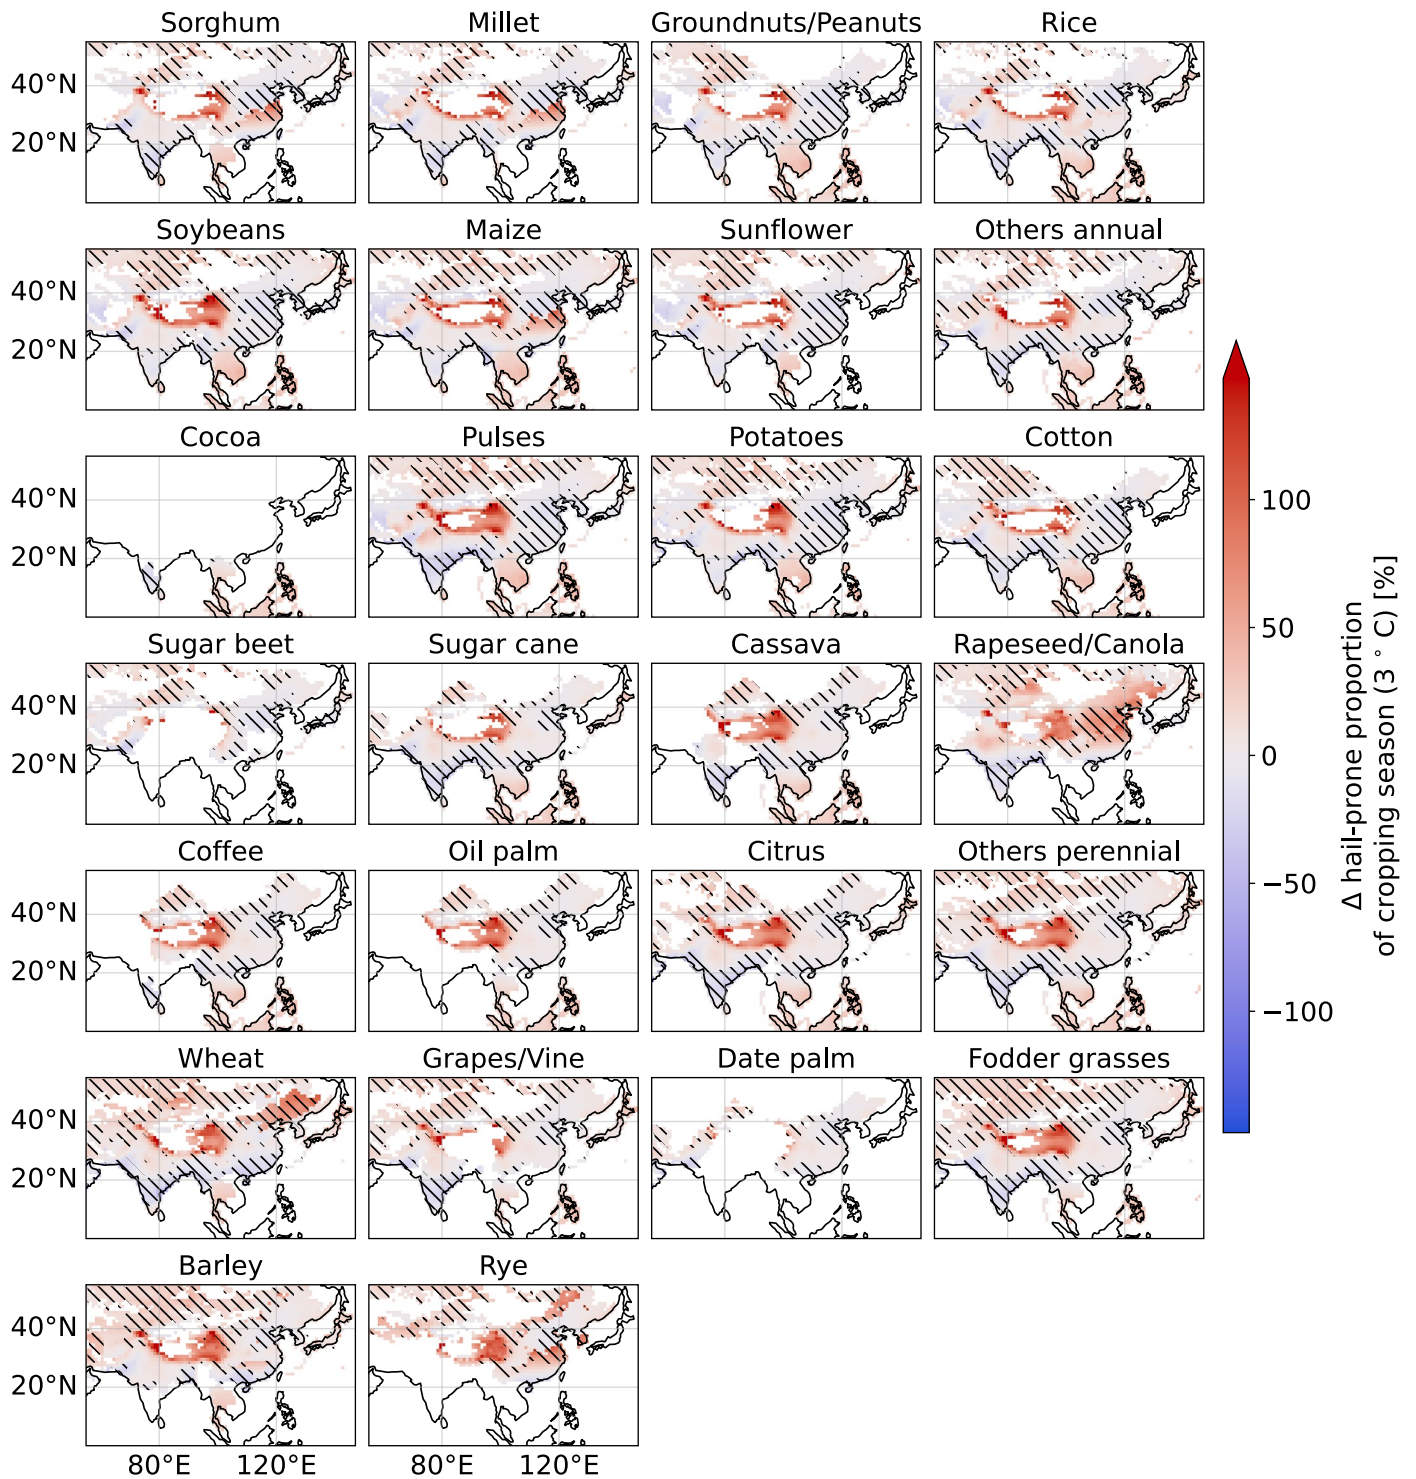 Sorghum Millet Groundnuts/Peanuts Rice
40°N
20°N
Soybeans Maize Sunflower Others annual
40°N
20°N
Cocoa Pulses Potatoes Cotton
40°N
20°N
Sugar beet Sugar cane Cassava Rapeseed/Canola
40°N
20°N
Coffee Oil palm Citrus Others perennial
40°N
20°N
Wheat Grapes/Vine Date palm Fodder grasses
40°N
20°N
Barley Rye
40°N
20°N
80°E 120°E 80°E 120°E
100
50
0
−50
−100
Δ hail-prone proportion
of cropping season (3 ° C) [%]